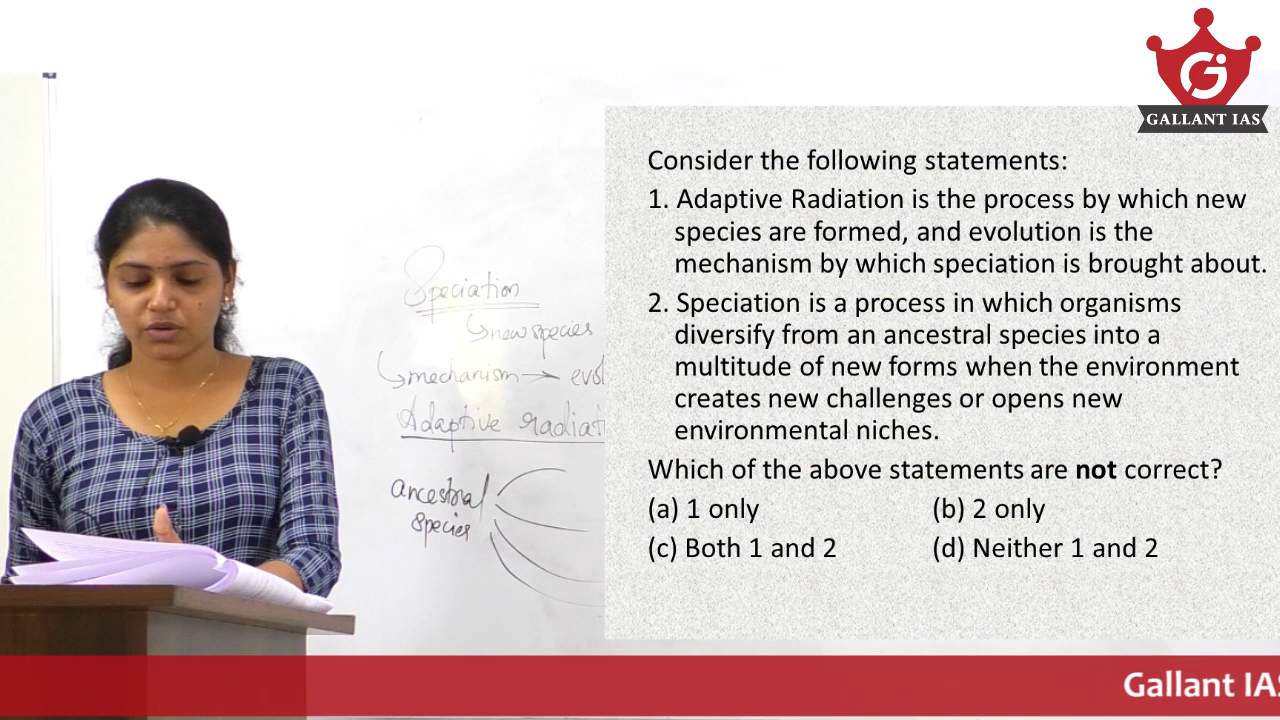 GALLANT IAS
Consider the following statements:
1. Adaptive Radiation is the process by which new
species are formed, and evolution is the
mechanism by which speciation is brought about.
2. Speciation is a process in which organisms
diversify from an ancestral species into a
multitude of new forms when the environment
creates new challenges or opens new
environmental niches.
Which of the above statements are not correct?
(a) 1 only (b) 2 only
(c) Both 1 and 2 (d) Neither 1 and 2
Speciation
new species
mechanism → evol
Adaptive radiat
ancestral
species
Gallant IAS